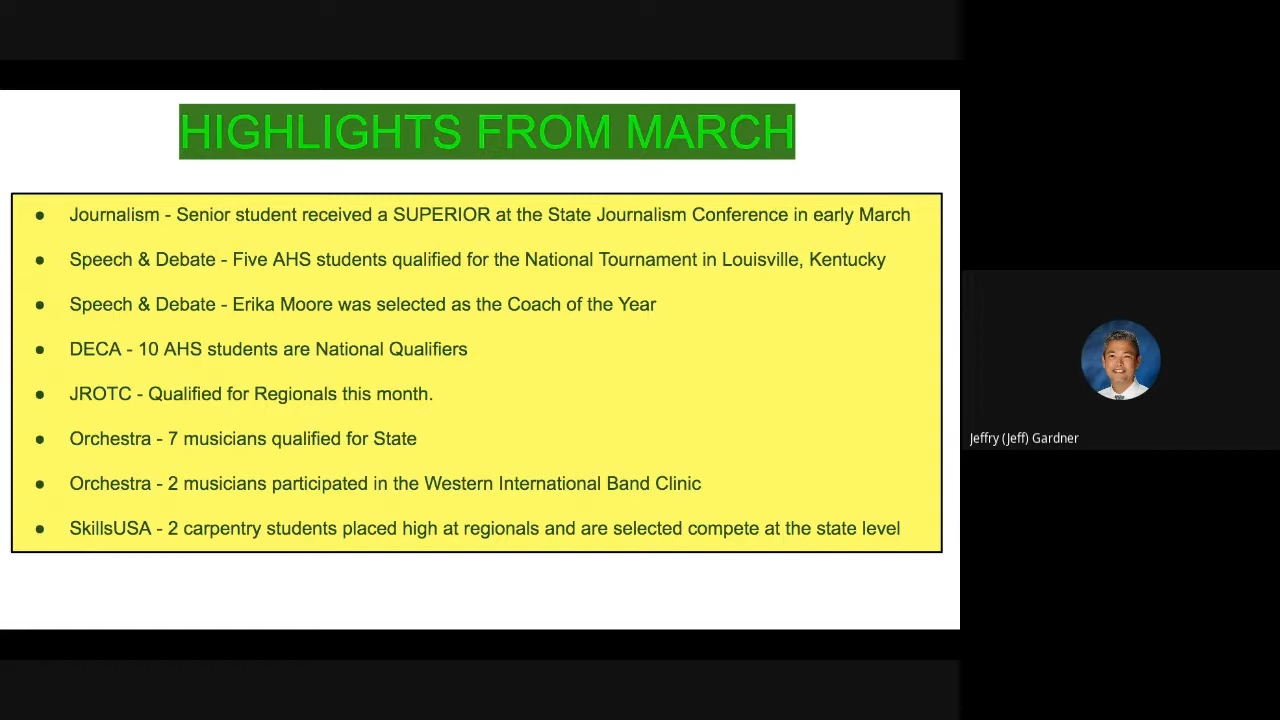 HIGHLIGHTS FROM MARCH
● Journalism - Senior student received a SUPERIOR at the State Journalism Conference in early March
● Speech & Debate - Five AHS students qualified for the National Tournament in Louisville, Kentucky
● Speech & Debate - Erika Moore was selected as the Coach of the Year
● DECA - 10 AHS students are National Qualifiers
● JROTC - Qualified for Regionals this month.
● Orchestra - 7 musicians qualified for State
● Orchestra - 2 musicians participated in the Western International Band Clinic
● SkillsUSA - 2 carpentry students placed high at regionals and are selected compete at the state level
Jeffry (Jeff) Gardner